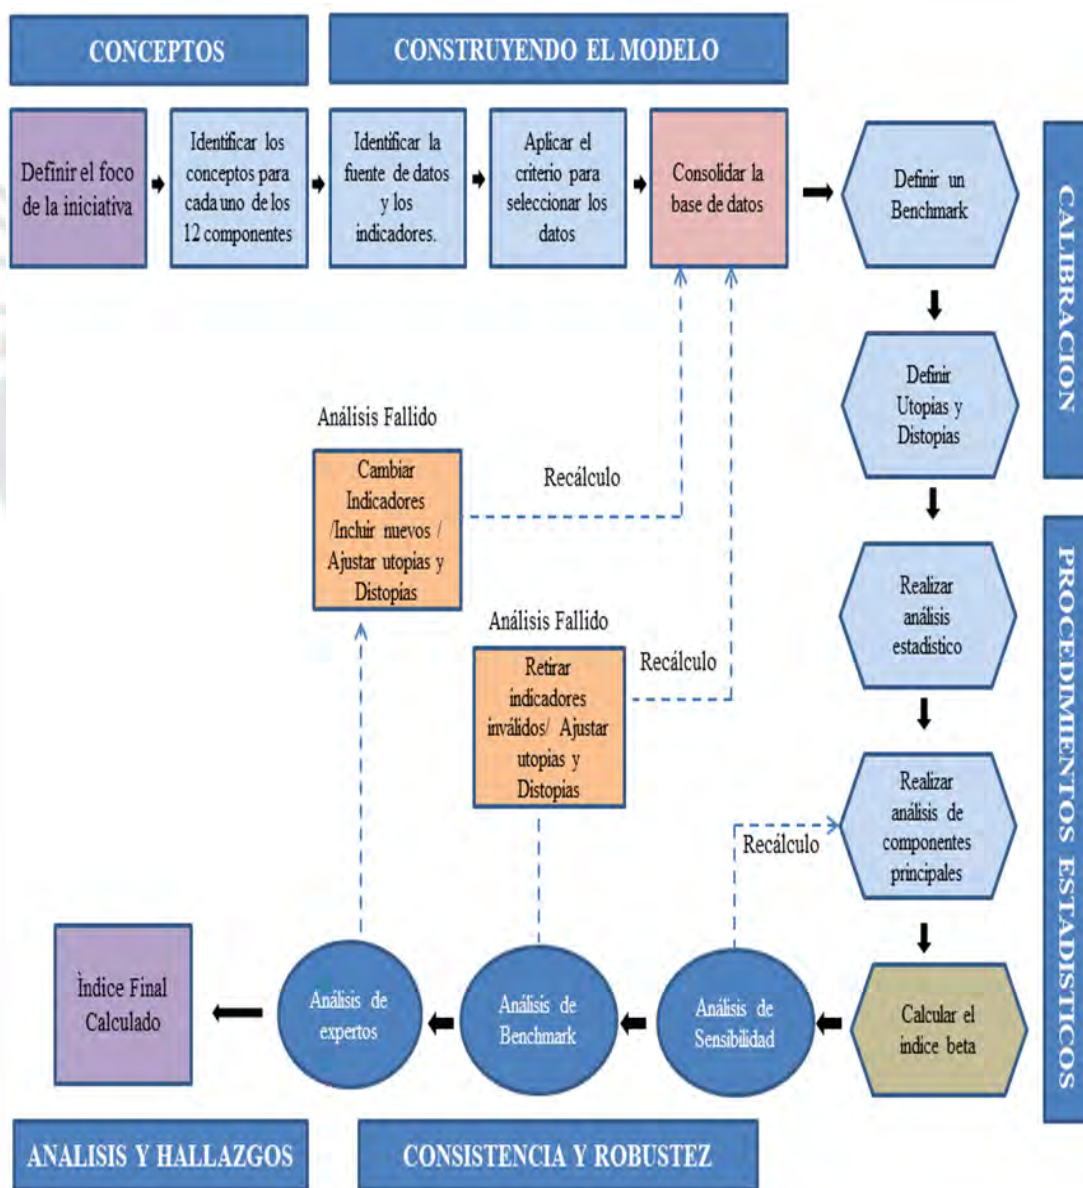 CONCEPTOS
CONSTRUYENDO EL MODELO
Definir el foco
de la iniciativa
Identificar los
conceptos para
cada uno de los
12 componentes
Identificar la
fuente de datos
y los
indicadores.
Aplicar el
criterio para
seleccionar los
datos
Consolidar la
base de datos
Definir un
Benchmark
CALIBRACION
Definir
Utopias y
Distopias
Análisis Fallido
Cambiar
Indicadores
/Incluir nuevos /
Ajustar utopias y
Distopias
Recálculo
Análisis Fallido
Retirar
indicadores
inválidos/ Ajustar
utopias y
Distopias
Recálculo
Realizar
análisis
estadistico
PROCEDIMIENTOS ESTADISTICOS
Realizar
análisis de
componentes
principales
Recálculo
Calcular el
indice beta
Análisis de
Sensibilidad
Análisis de
Benchmark
Análisis de
expertos
Ìndice Final
Calculado
ANALISIS Y HALLAZGOS
CONSISTENCIA Y ROBUSTEZ